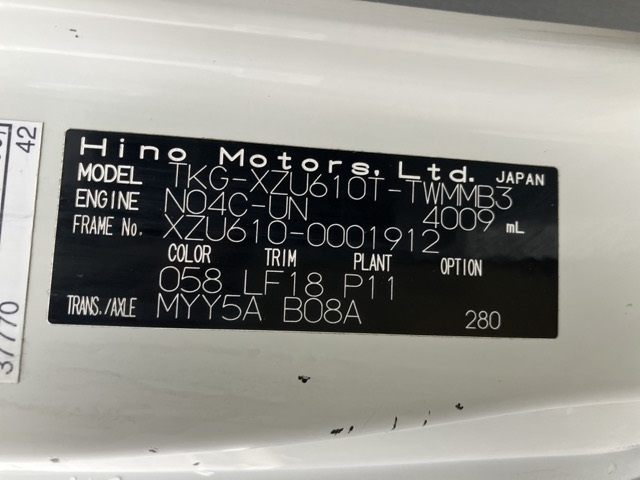 Hino Motors, Ltd. JAPAN
MODEL TKG-XZU610T-TWMMB3
ENGINE N04C-UN 4009 mL
FRAME No. XZU610-0001912
COLOR TRIM PLANT OPTION
058 LF18 P11
TRANS./AXLE MYY5A B08A 280
42
37770